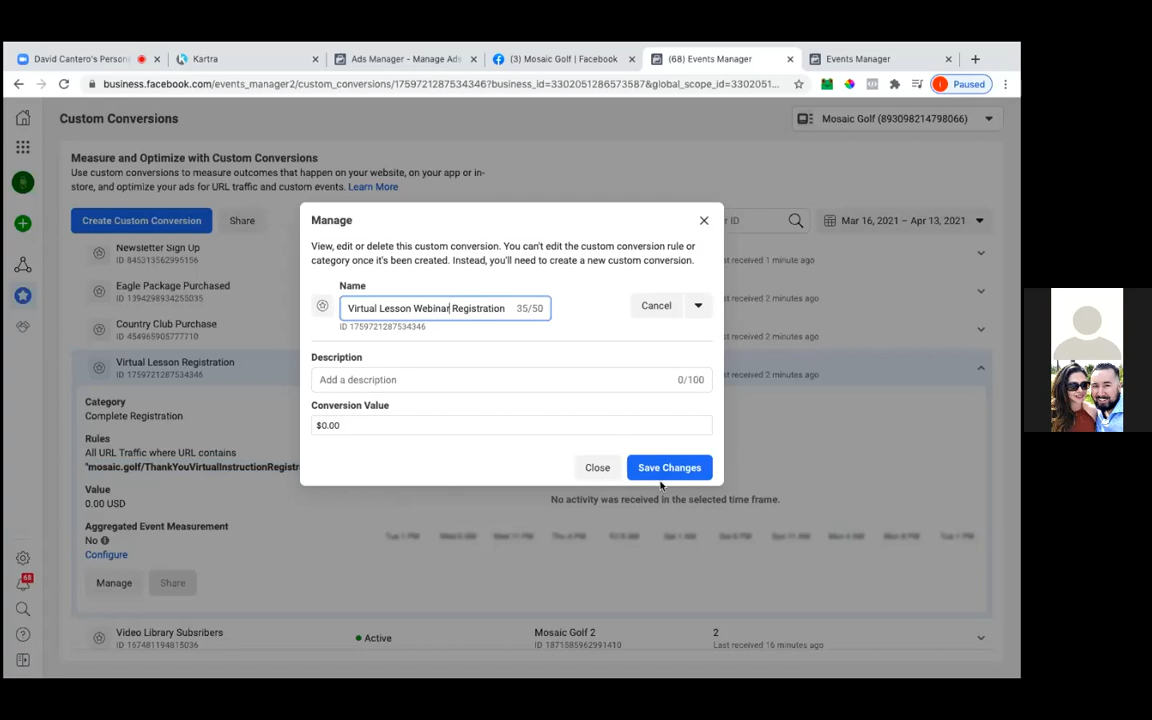 David Cantero's Person
Kartra
Ads Manager - Manage Ads
(3) Mosaic Golf | Facebook
(68) Events Manager
Events Manager
business.facebook.com/events_manager2/custom_conversions/1759721287534346?business_id=3302051286573587&global_scope_id=3302051...
Paused
Custom Conversions
Mosaic Golf (893098214798066)
Measure and Optimize with Custom Conversions
Use custom conversions to measure outcomes that happen on your website, on your app or in-
store, and optimize your ads for URL traffic and custom events. Learn More
Create Custom Conversion
Share
r ID
Mar 16, 2021 – Apr 13, 2021
Newsletter Sign Up
ID 845313562995156
received 1 minute ago
Eagle Package Purchased
ID 1394298934255035
st received 2 minutes ago
Country Club Purchase
ID 454965905777710
st received 2 minutes ago
Virtual Lesson Registration
ID 1759721287534346
st received 2 minutes ago
Category
Complete Registration
Rules
All URL Traffic where URL contains
"mosaic.golf/ThankYouVirtualInstructionRegistr
Value
0.00 USD
Aggregated Event Measurement
No
Configure
Manage
Share
No activity was received in the selected time frame.
Video Library Subsribers
ID 167481194815036
Active
Mosaic Golf 2
ID 1871585962991410
2
Last received 16 minutes ago
68
Manage
View, edit or delete this custom conversion. You can't edit the custom conversion rule or
category once it's been created. Instead, you'll need to create a new custom conversion.
Name
Virtual Lesson Webinar Registration 35/50
ID 1759721287534346
Cancel
Description
Add a description 0/100
Conversion Value
$0.00
Close
Save Changes